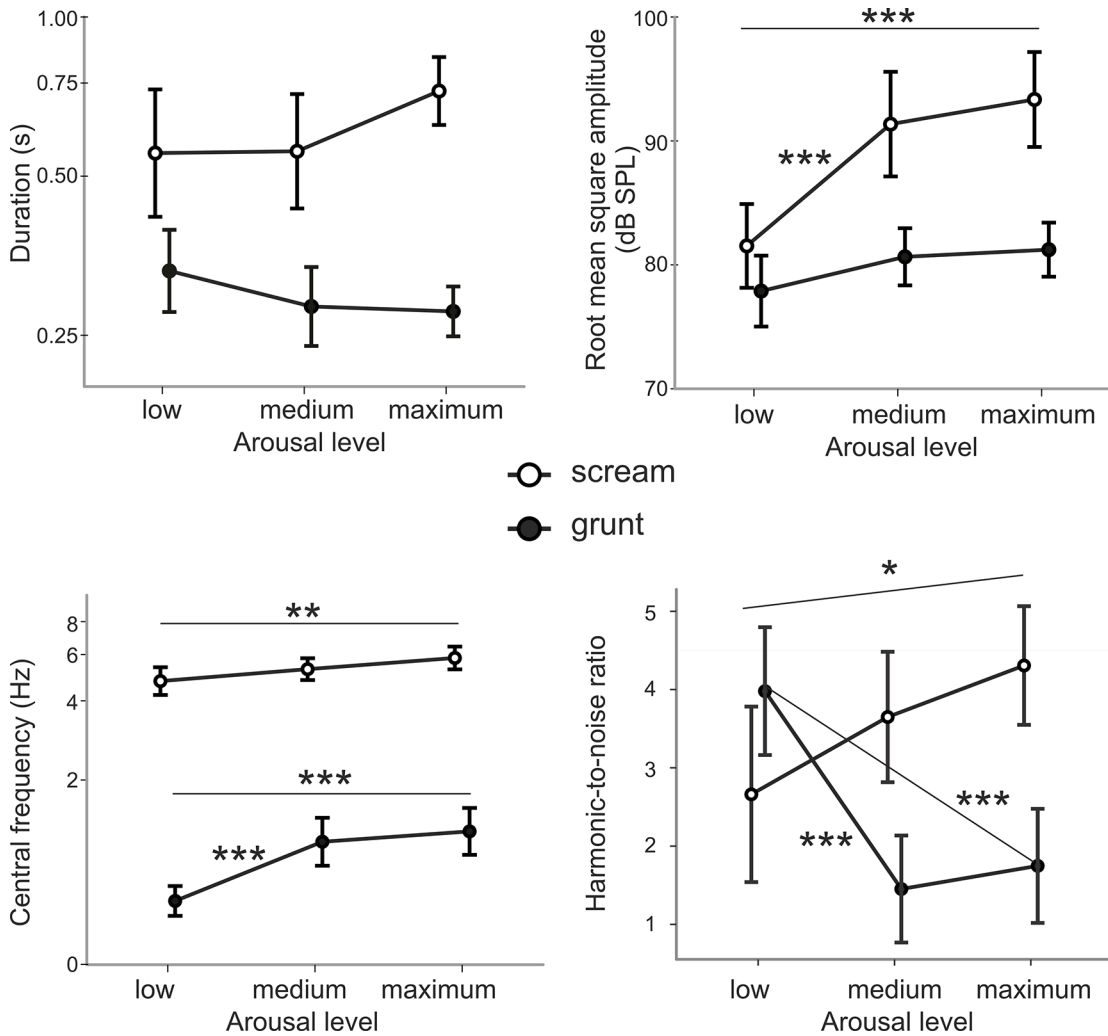 1.00
0.75
0.50
0.25
Duration (s)
low medium maximum
Arousal level
100
90
80
70
Root mean square amplitude
(dB SPL)
***
***
low medium maximum
Arousal level
scream
grunt
8
6
4
2
0
Central frequency (Hz)
**
***
***
low medium maximum
Arousal level
5
4
3
2
1
Harmonic-to-noise ratio
*
***
***
low medium maximum
Arousal level